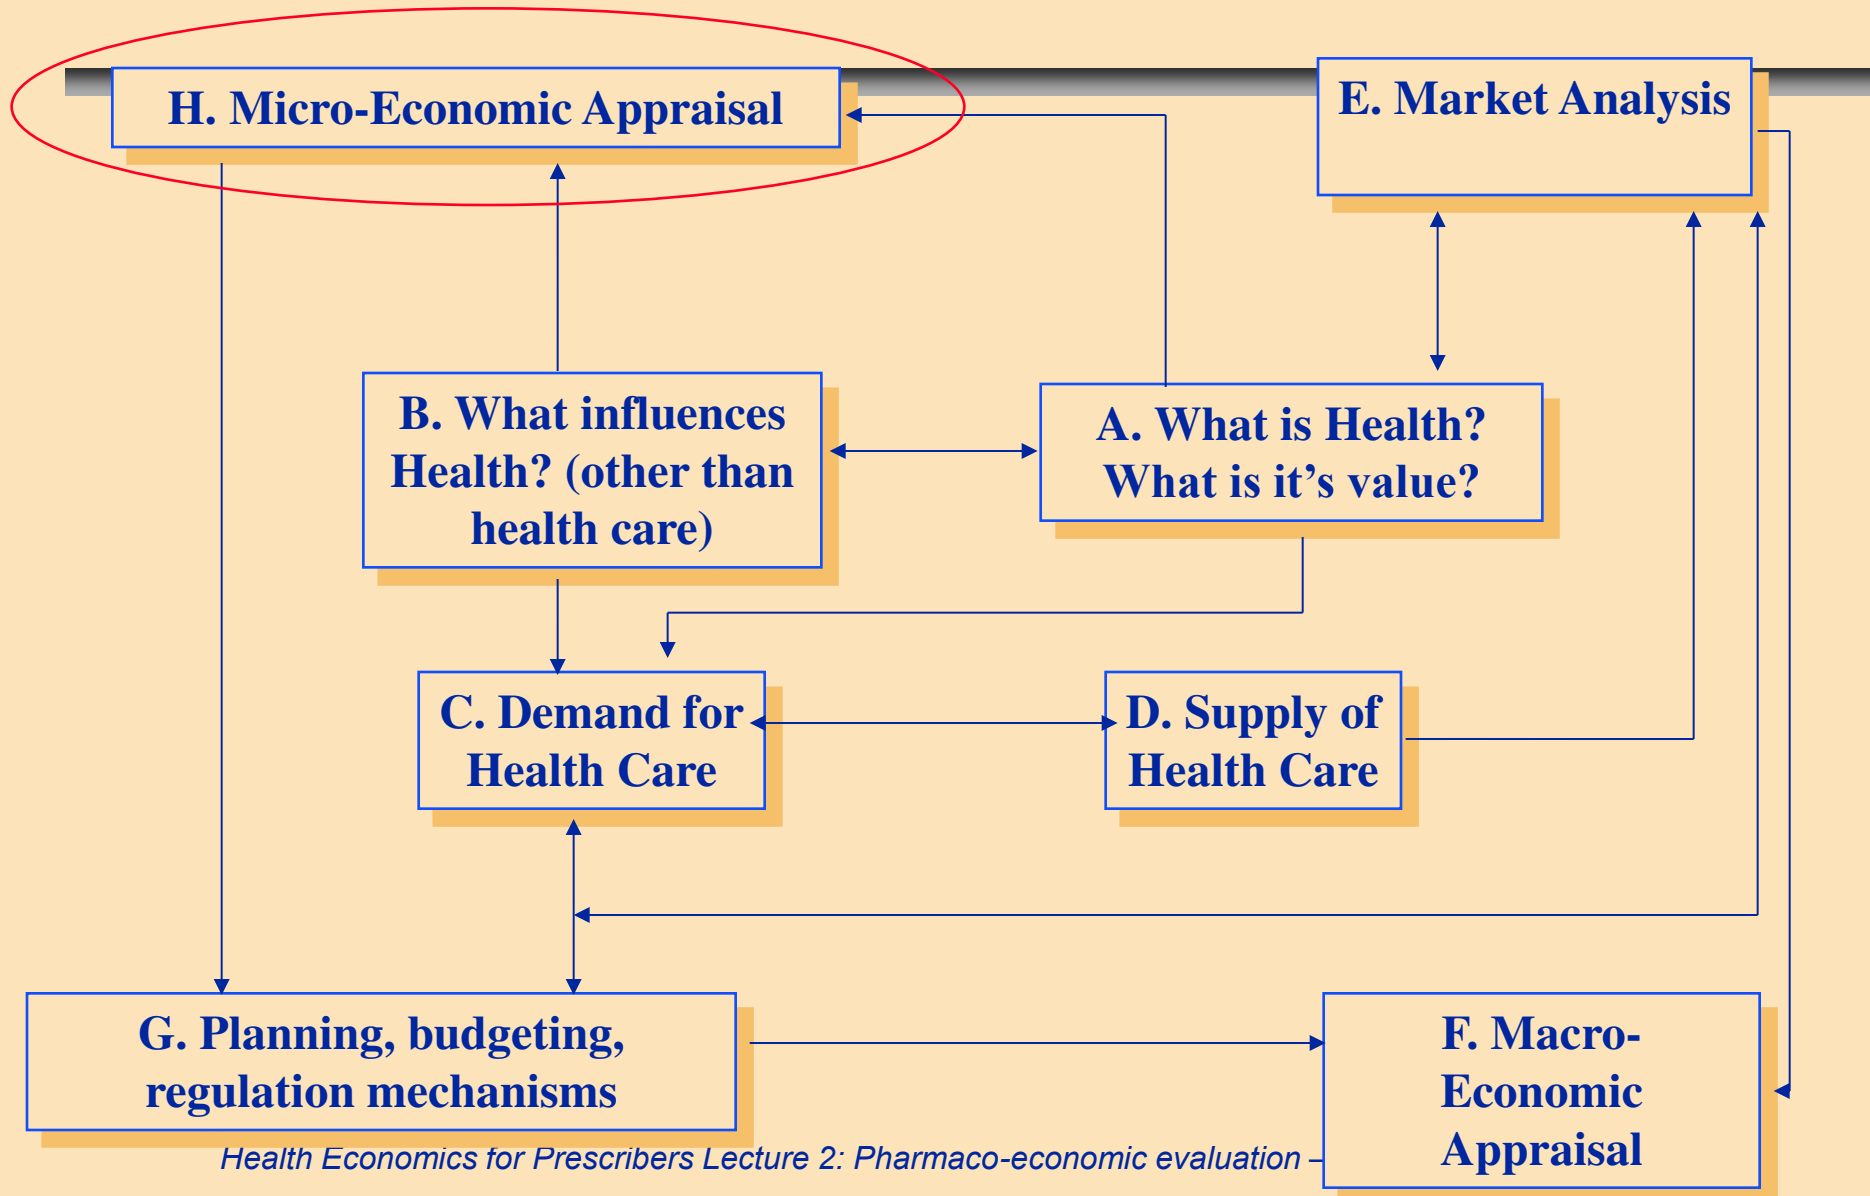 H. Micro-Economic Appraisal
E. Market Analysis
B. What influences
Health? (other than
health care)
A. What is Health?
What is it’s value?
C. Demand for
Health Care
D. Supply of
Health Care
G. Planning, budgeting,
regulation mechanisms
F. Macro-
Economic
Appraisal
Health Economics for Prescribers Lecture 2: Pharmaco-economic evaluation –